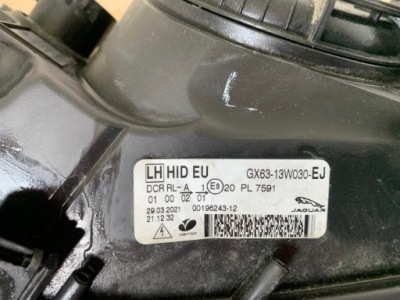 L
LH HID EU GX63-13W030-EJ
DCR RL-A 1 E8 20 PL 7591
01 00 02 01
29.03.2021 00196243-12
21.12.32 JAGUAR